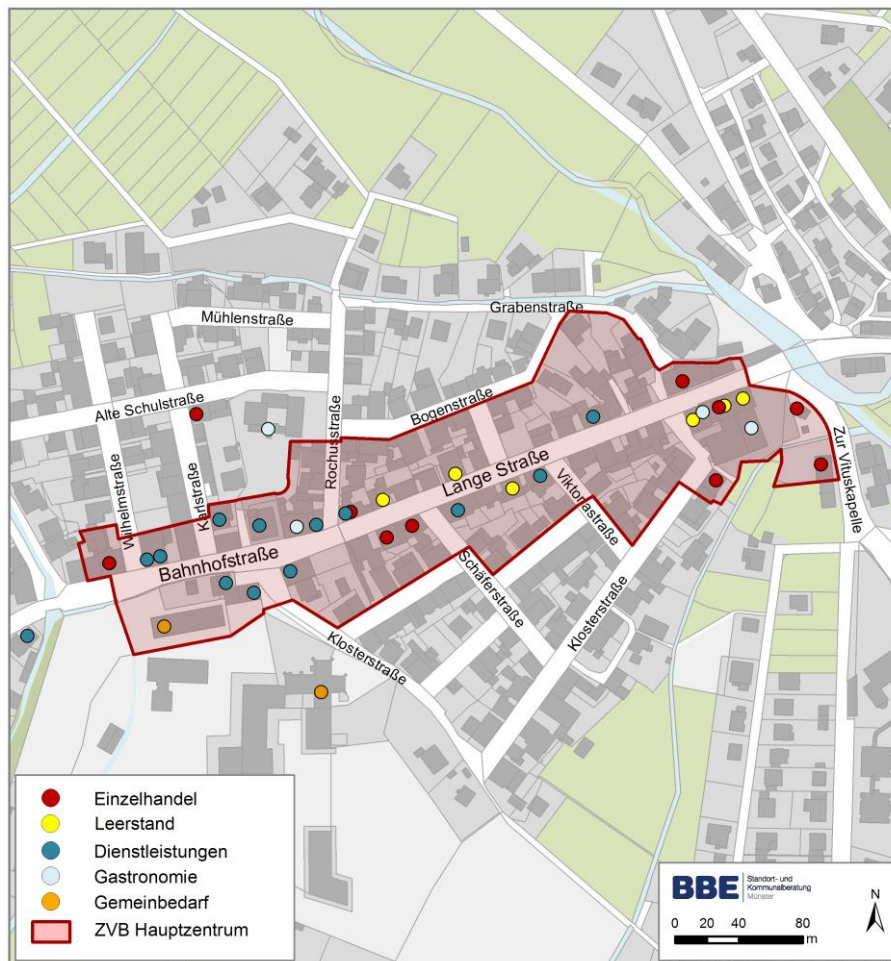 Grabenstraße
Mühlenstraße
Alte Schulstraße
Bogenstraße
Rochusstraße
Wilhelmstraße
Karlstraße
Lange Straße
Zur Vituskapelle
Viktoriastraße
Bahnhofstraße
Schäferstraße
Klosterstraße
Klosterstraße
Einzelhandel
Leerstand
Dienstleistungen
Gastronomie
Gemeinbedarf
ZVB Hauptzentrum
BBE
Standort- und
Kommunalberatung
Münster
N
0 20 40 80
m